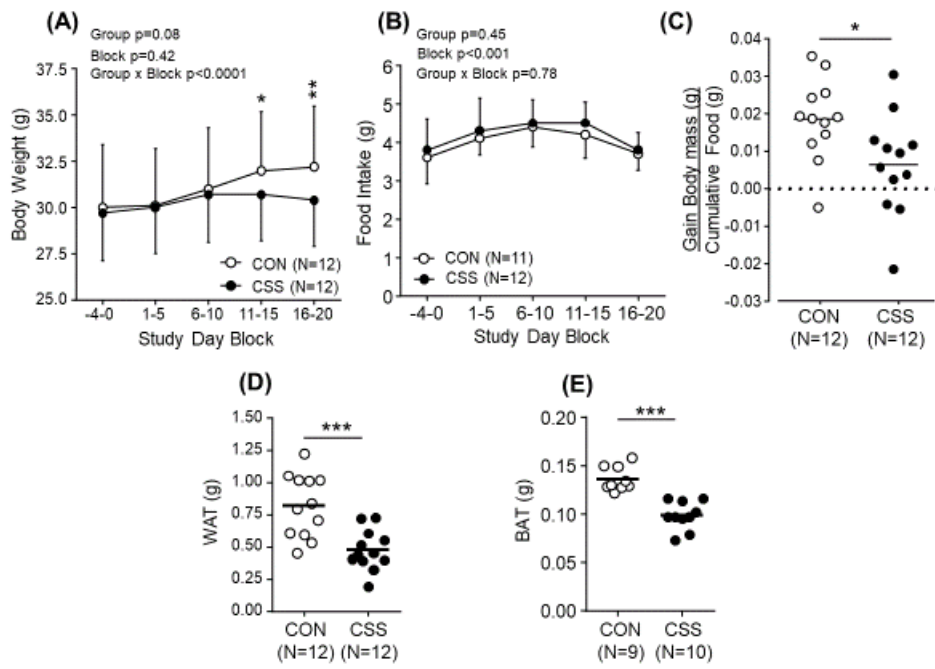 (A)
Group p=0.08
Block p=0.42
Group x Block p<0.0001
Body Weight (g)
37.5
35.0
32.5
30.0
27.5
25.0
*
**
CON (N=12)
CSS (N=12)
-4-0 1-5 6-10 11-15 16-20
Study Day Block
(B)
Group p=0.45
Block p<0.001
Group x Block p=0.78
Food Intake (g)
6
5
4
3
2
1
0
CON (N=11)
CSS (N=12)
-4-0 1-5 6-10 11-15 16-20
Study Day Block
(C)
Gain Body mass (g)
Cumulative Food (g)
0.04
0.03
0.02
0.01
0.00
-0.01
-0.02
-0.03
*
CON CSS
(N=12) (N=12)
(D)
WAT (g)
1.50
1.25
1.00
0.75
0.50
0.25
0.00
***
CON CSS
(N=12) (N=12)
(E)
BAT (g)
0.20
0.15
0.10
0.05
0.00
***
CON CSS
(N=9) (N=10)